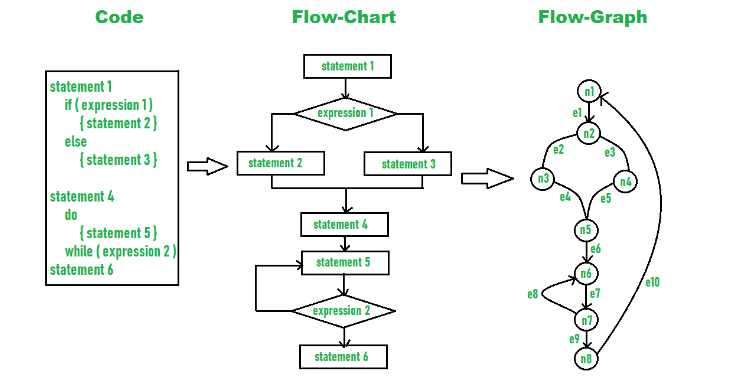 Code
Flow-Chart
Flow-Graph
statement 1
if ( expression 1 )
{ statement 2 }
else
{ statement 3 }
statement 4
do
{ statement 5 }
while ( expression 2 )
statement 6
statement 1
expression 1
statement 2
statement 3
statement 4
statement 5
expression 2
statement 6
n1
e1
n2
e2
e3
n3
n4
e4
e5
n5
e6
n6
e8
e7
e10
n7
e9
n8